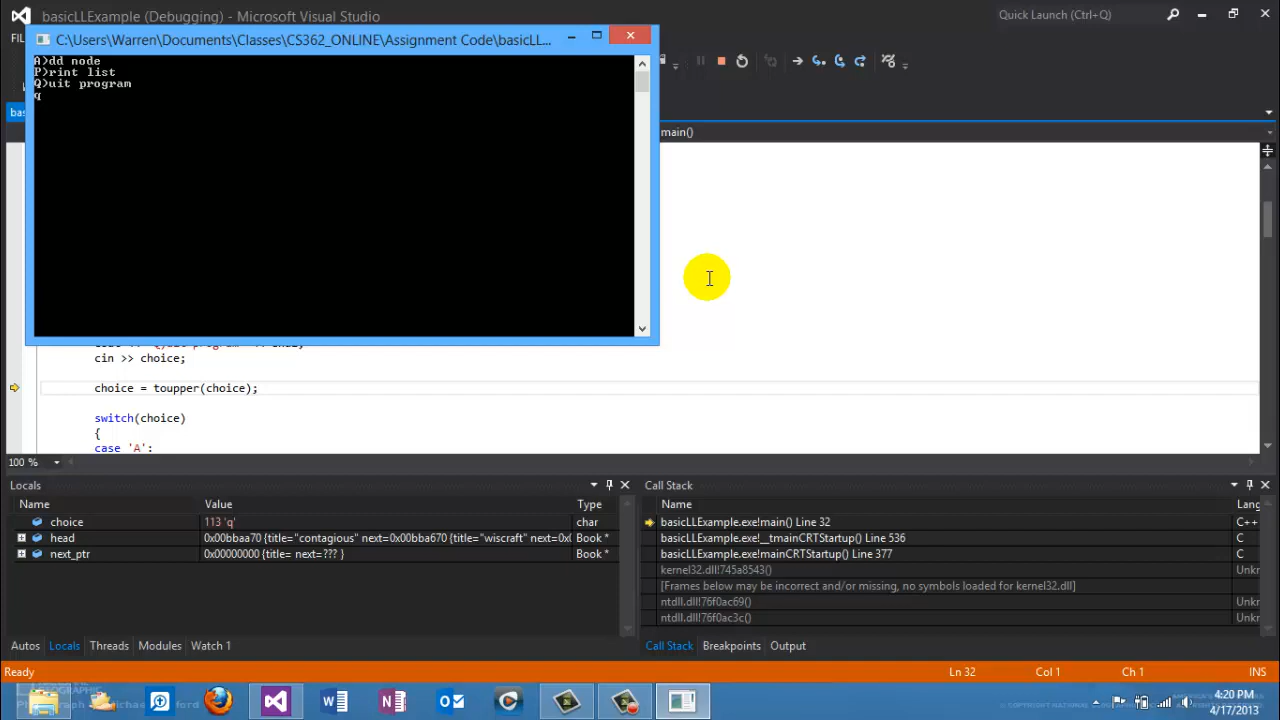 basicLLExample (Debugging) - Microsoft Visual Studio
Quick Launch (Ctrl+Q)
C:\Users\Warren\Documents\Classes\CS362_ONLINE\Assignment Code\basicLL...
FIL
A>dd node
P>rint list
Q>uit program
q
bas
main()
cin >> choice;
choice = toupper(choice);
switch(choice)
{
case 'A':
100 %
Locals
Name Value Type
choice 113 'q' char
head 0x00bbaa70 {title="contagious" next=0x00bba670 {title="wiscraft" next=0x0 Book *
next_ptr 0x00000000 {title= next=??? } Book *
Autos Locals Threads Modules Watch 1
Call Stack
Name Lang
basicLLExample.exe!main() Line 32 C++
basicLLExample.exe!__tmainCRTStartup() Line 536 C
basicLLExample.exe!mainCRTStartup() Line 377 C
kernel32.dll!745a8543() Unkn
[Frames below may be incorrect and/or missing, no symbols loaded for kernel32.dll]
ntdll.dll!76f0ac69() Unkn
ntdll.dll!76f0ac3c() Unkn
Call Stack Breakpoints Output
Ready Ln 32 Col 1 Ch 1 INS
4:20 PM
4/17/2013